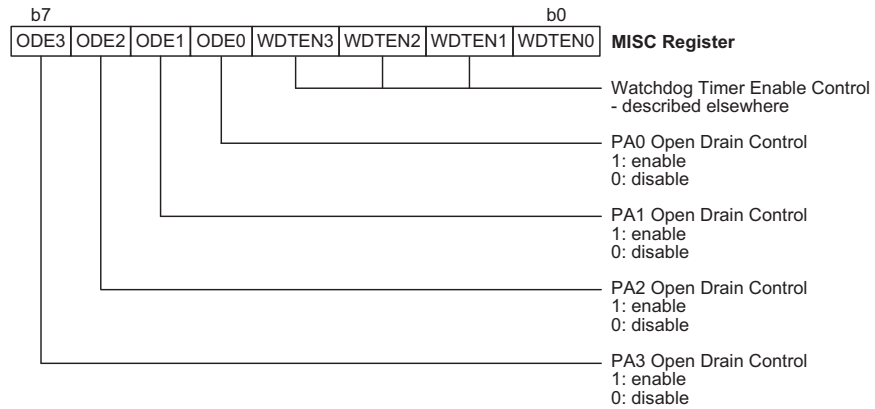 b7 b0
ODE3 ODE2 ODE1 ODE0 WDTEN3 WDTEN2 WDTEN1 WDTEN0 MISC Register
Watchdog Timer Enable Control
- described elsewhere
PA0 Open Drain Control
1: enable
0: disable
PA1 Open Drain Control
1: enable
0: disable
PA2 Open Drain Control
1: enable
0: disable
PA3 Open Drain Control
1: enable
0: disable